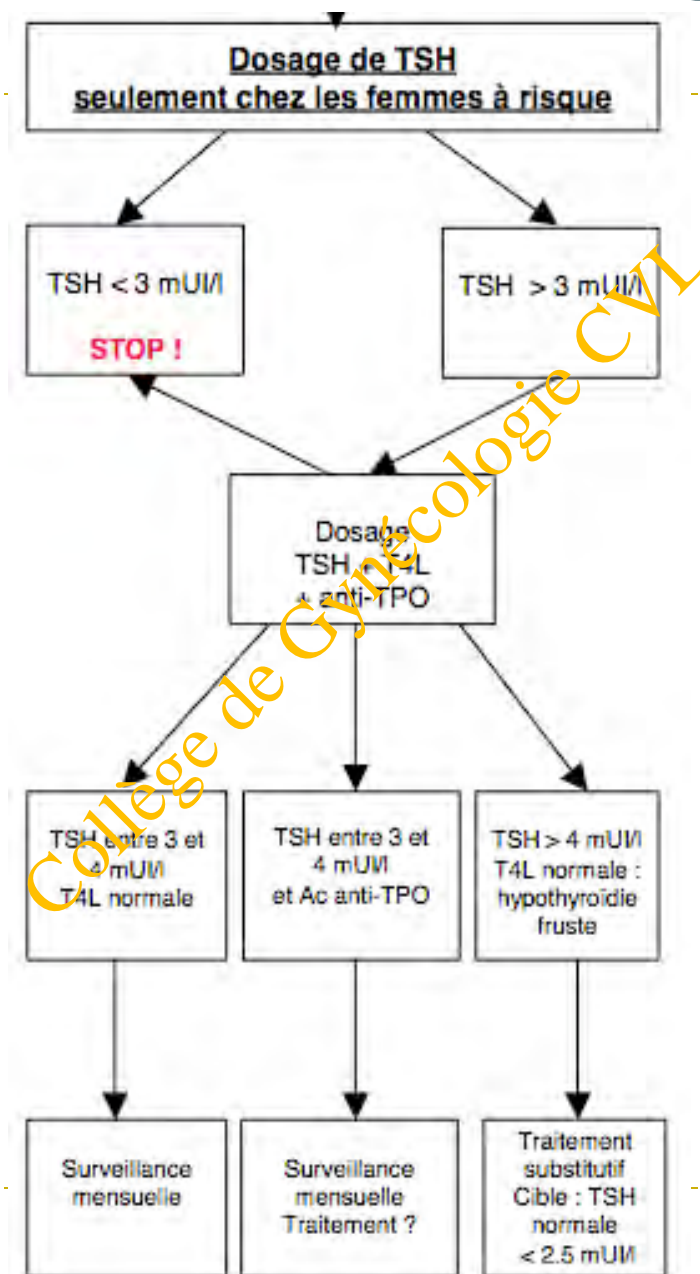 Dosage de TSH
seulement chez les femmes à risque
TSH < 3 mUI/l
STOP !
TSH > 3 mUI/l
Dosage
TSH + T4L
+ anti-TPO
TSH entre 3 et
4 mUI/l
T4L normale
TSH entre 3 et
4 mUI/l
et Ac anti-TPO
TSH > 4 mUI/l
T4L normale :
hypothyroïdie
fruste
Surveillance
mensuelle
Surveillance
mensuelle
Traitement ?
Traitement
substitutif
Cible : TSH
normale
< 2.5 mUI/l
Collège de Gynécologie CVL